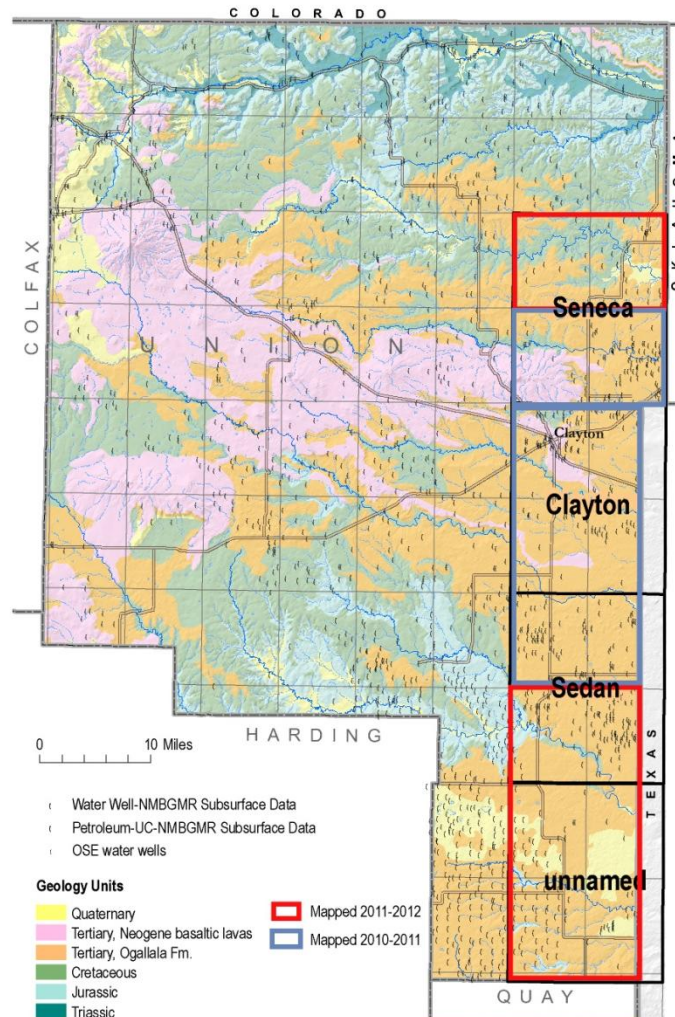 COLORADO
OKLAHOMA
COLFAX
Seneca
UNION
Clayton
Clayton
Sedan
HARDING
TEXAS
0 10 Miles
unnamed
Water Well-NMBGMR Subsurface Data
Petroleum-UC-NMBGMR Subsurface Data
OSE water wells
Geology Units
Quaternary
Tertiary, Neogene basaltic lavas
Tertiary, Ogallala Fm.
Cretaceous
Jurassic
Triassic
Mapped 2011-2012
Mapped 2010-2011
QUAY